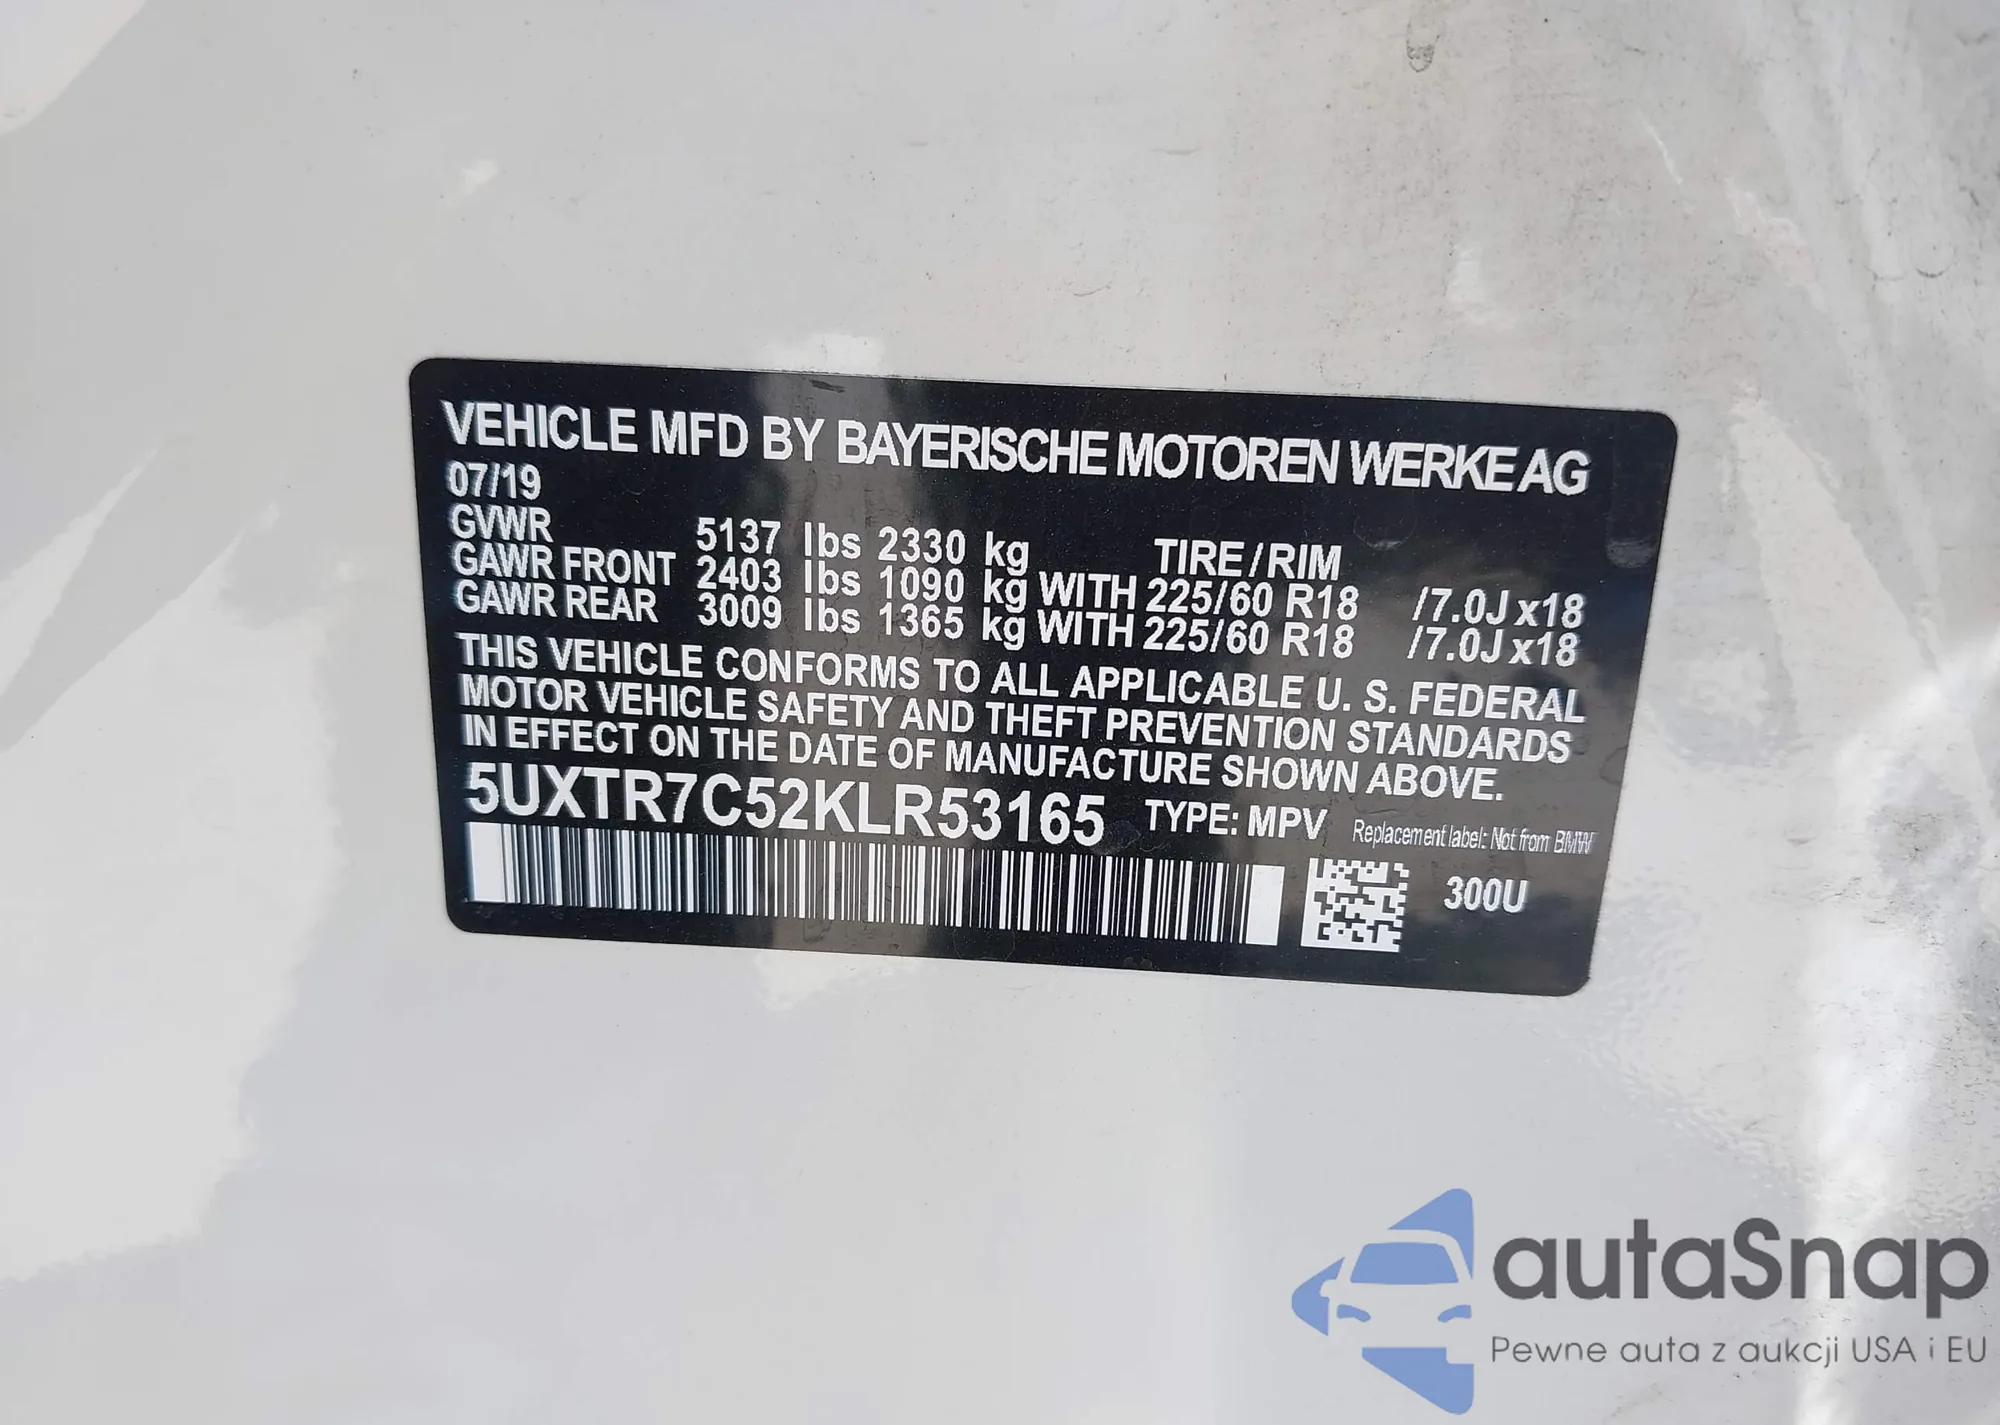 VEHICLE MFD BY BAYERISCHE MOTOREN WERKE AG
07/19
GVWR 5137 lbs 2330 kg TIRE/RIM
GAWR FRONT 2403 lbs 1090 kg WITH 225/60 R18 /7.0J x18
GAWR REAR 3009 lbs 1365 kg WITH 225/60 R18 /7.0J x18
THIS VEHICLE CONFORMS TO ALL APPLICABLE U. S. FEDERAL
MOTOR VEHICLE SAFETY AND THEFT PREVENTION STANDARDS
IN EFFECT ON THE DATE OF MANUFACTURE SHOWN ABOVE.
5UXTR7C52KLR53165 TYPE: MPV Replacement label: Not from BMW
300U
autaSnap
Pewne auta z aukcji USA i EU